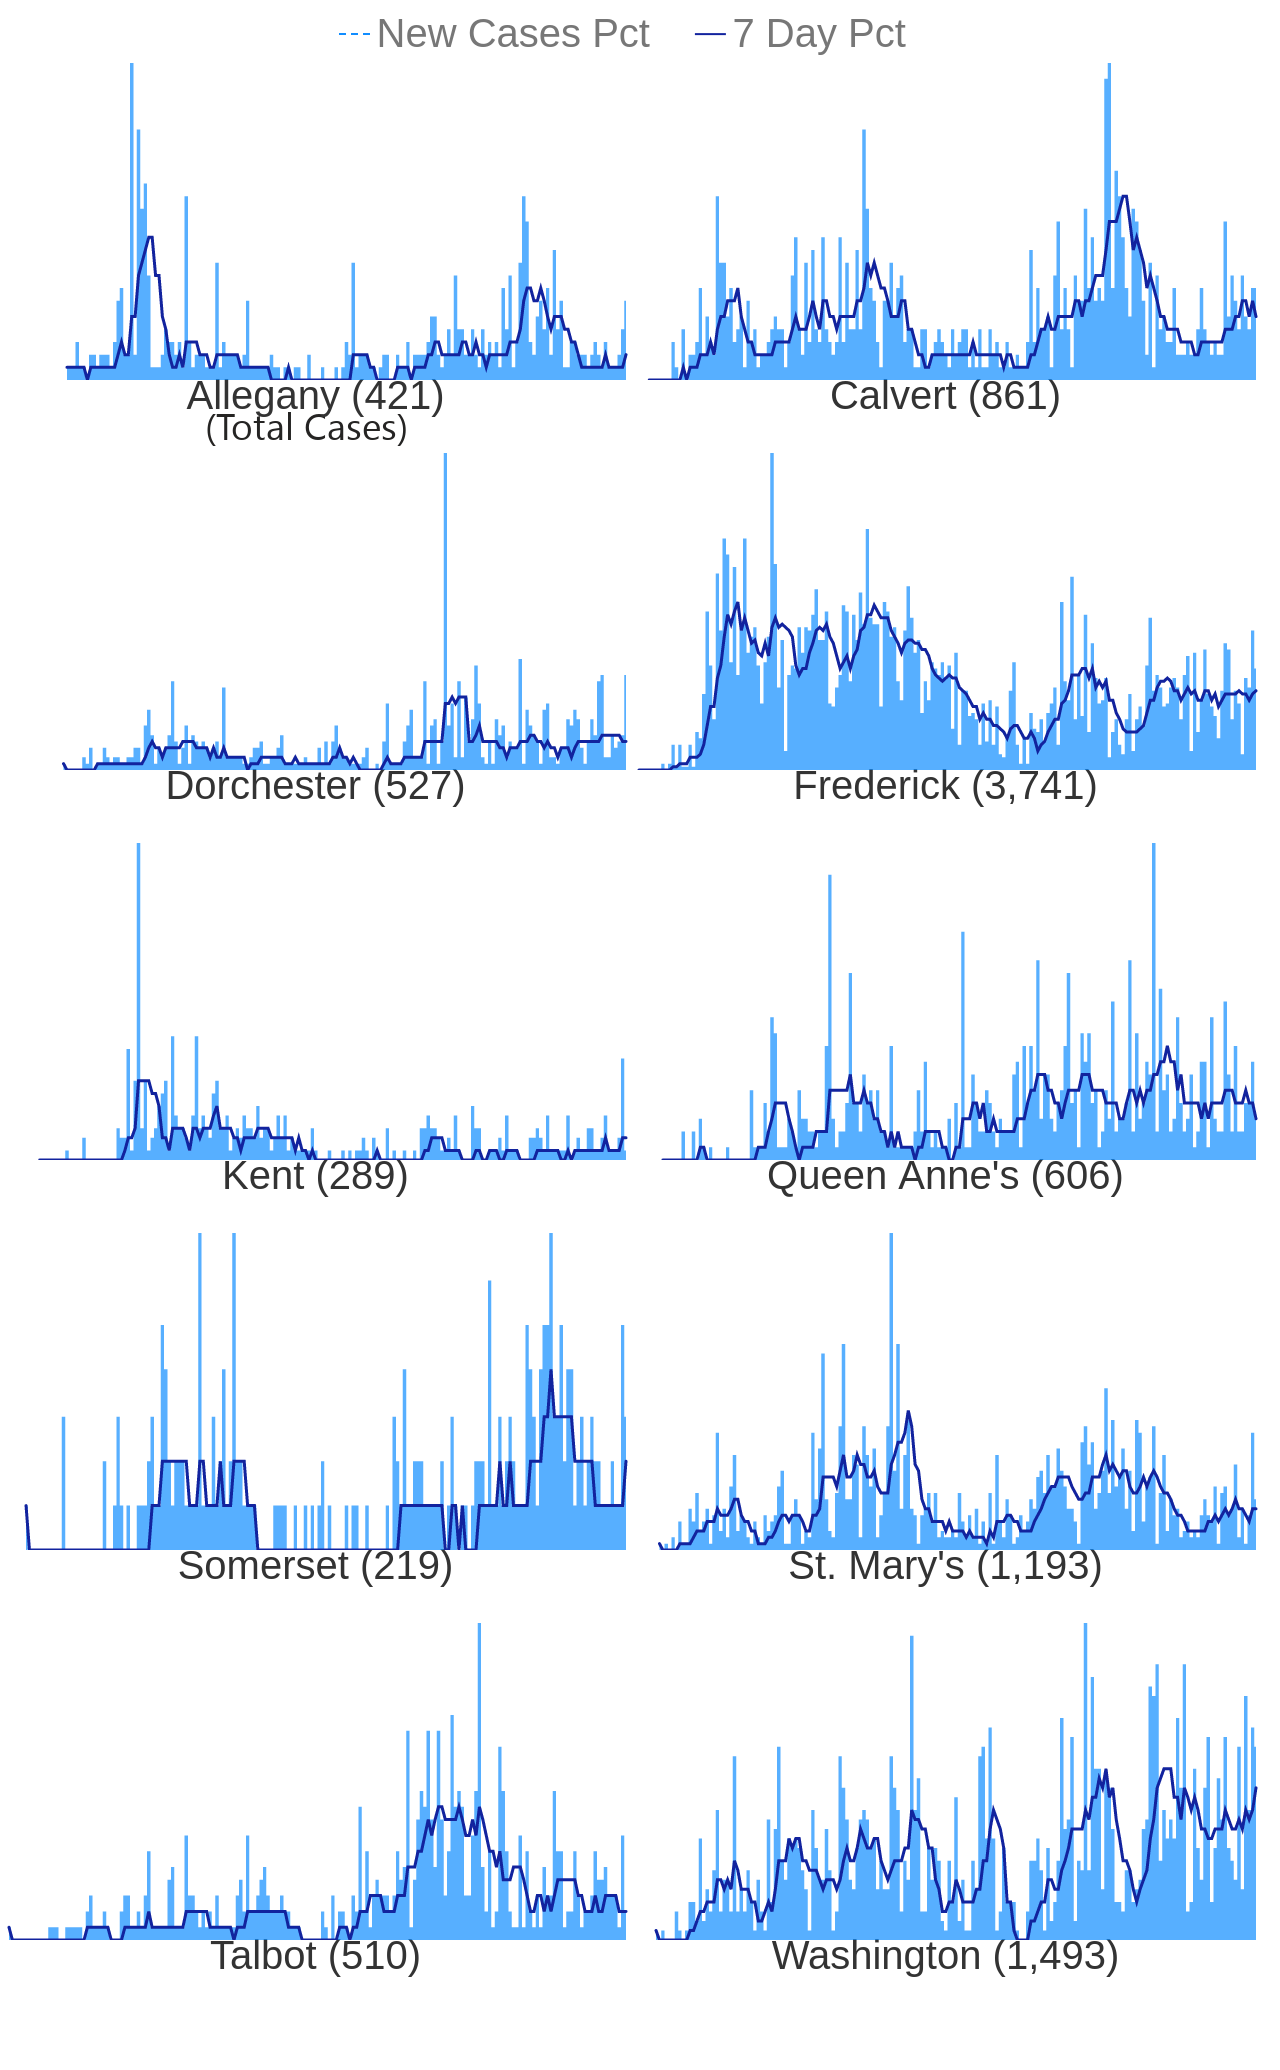 New Cases Pct 7 Day Pct
Allegany (421) Calvert (861)
(Total Cases)
Dorchester (527) Frederick (3,741)
Kent (289) Queen Anne's (606)
Somerset (219) St. Mary's (1,193)
Talbot (510) Washington (1,493)